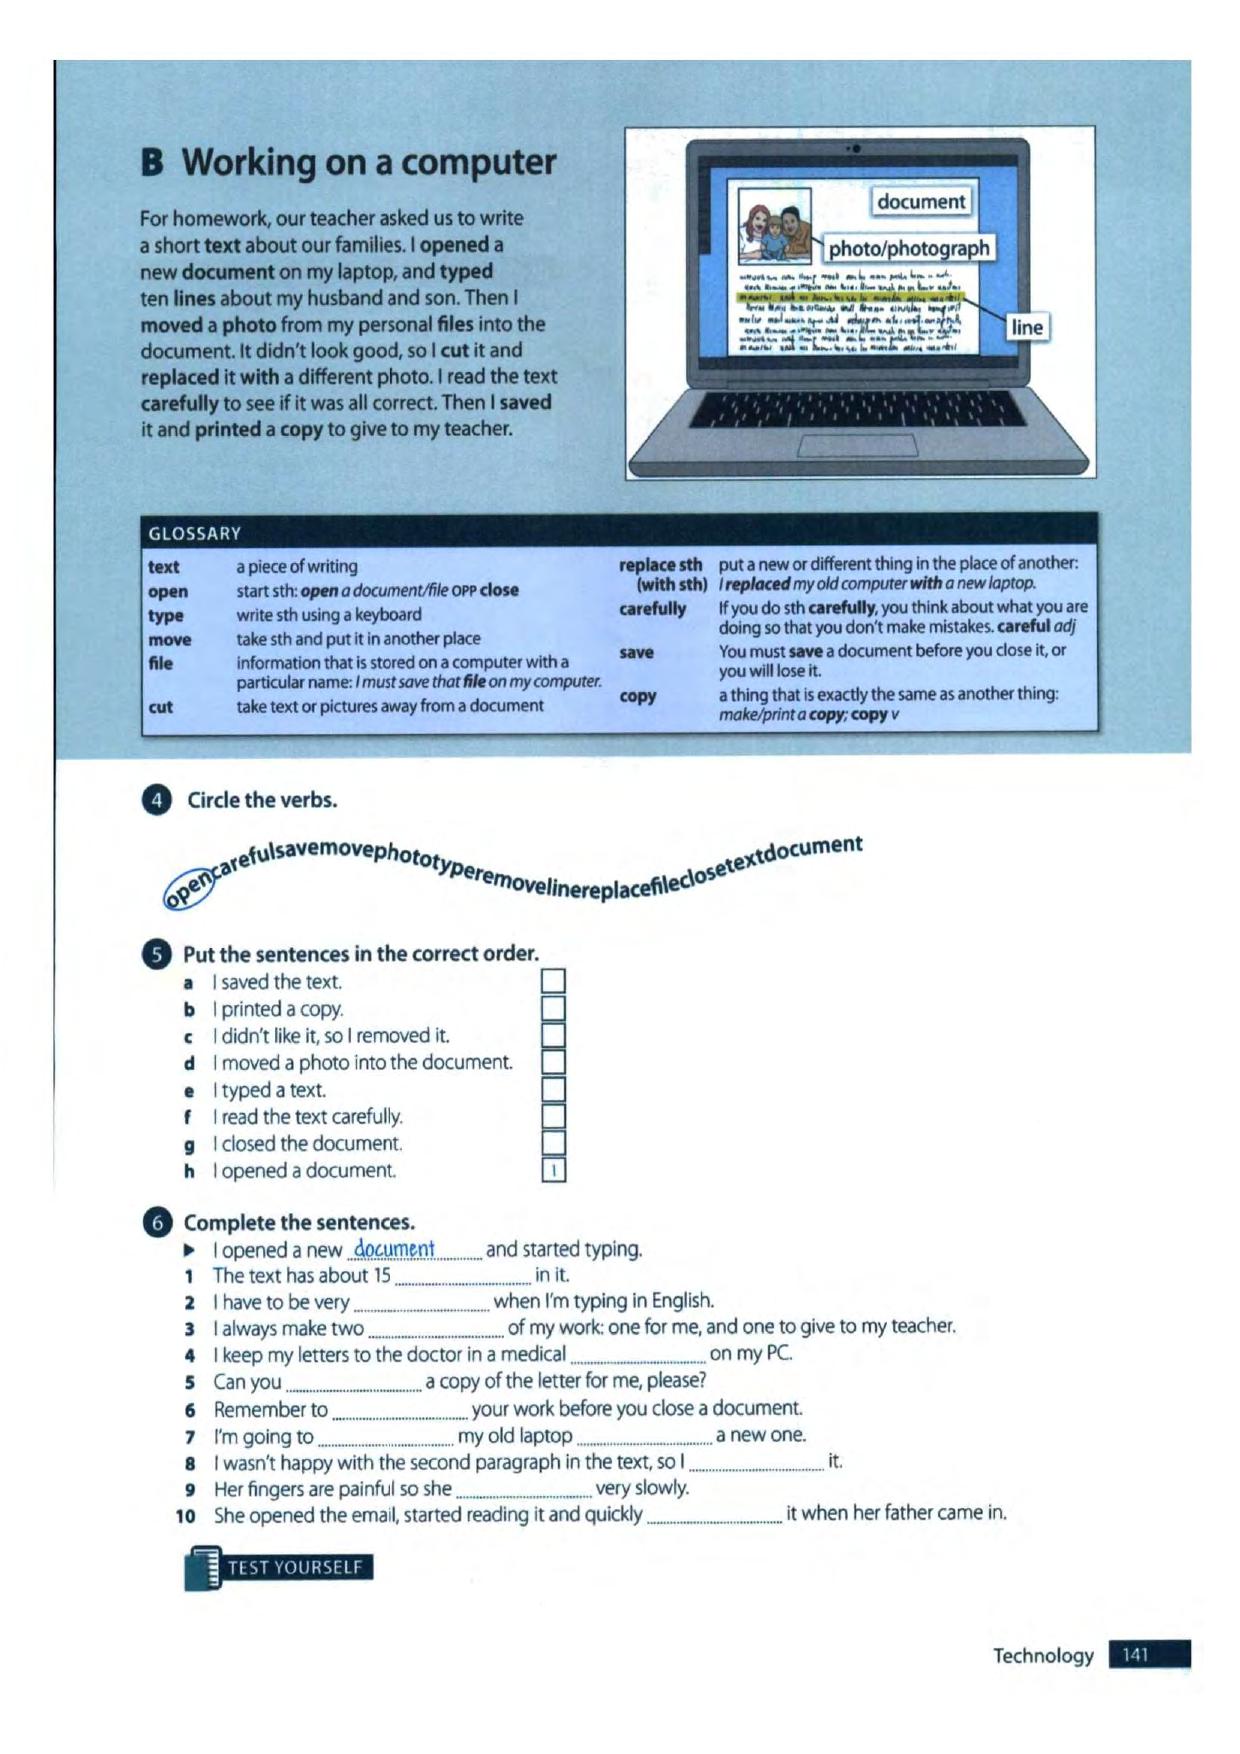 B Working on a computer
For homework, our teacher asked us to write
a short text about our families. I opened a
new document on my laptop, and typed
ten lines about my husband and son. Then I
moved a photo from my personal files into the
document. It didn't look good, so I cut it and
replaced it with a different photo. I read the text
carefully to see if it was all correct. Then I saved
it and printed a copy to give to my teacher.
document
photo/photograph
line
GLOSSARY
text a piece of writing
open start sth: open a document/file OPP close
type write sth using a keyboard
move take sth and put it in another place
file information that is stored on a computer with a
particular name: I must save that file on my computer.
cut take text or pictures away from a document
replace sth put a new or different thing in the place of another:
(with sth) I replaced my old computer with a new laptop.
carefully If you do sth carefully, you think about what you are
doing so that you don't make mistakes. careful adj
save You must save a document before you close it, or
you will lose it.
copy a thing that is exactly the same as another thing:
make/print a copy; copy v
4 Circle the verbs.
opencarefulsavemovephototyperemovelinereplacefileclosetextdocument
5 Put the sentences in the correct order.
a I saved the text.
b I printed a copy.
c I didn't like it, so I removed it.
d I moved a photo into the document.
e I typed a text.
f I read the text carefully.
g I closed the document.
h I opened a document. 1
6 Complete the sentences.
▶ I opened a new document and started typing.
1 The text has about 15 in it.
2 I have to be very when I'm typing in English.
3 I always make two of my work: one for me, and one to give to my teacher.
4 I keep my letters to the doctor in a medical on my PC.
5 Can you a copy of the letter for me, please?
6 Remember to your work before you close a document.
7 I'm going to my old laptop a new one.
8 I wasn't happy with the second paragraph in the text, so I it.
9 Her fingers are painful so she very slowly.
10 She opened the email, started reading it and quickly it when her father came in.
TEST YOURSELF
Technology 141